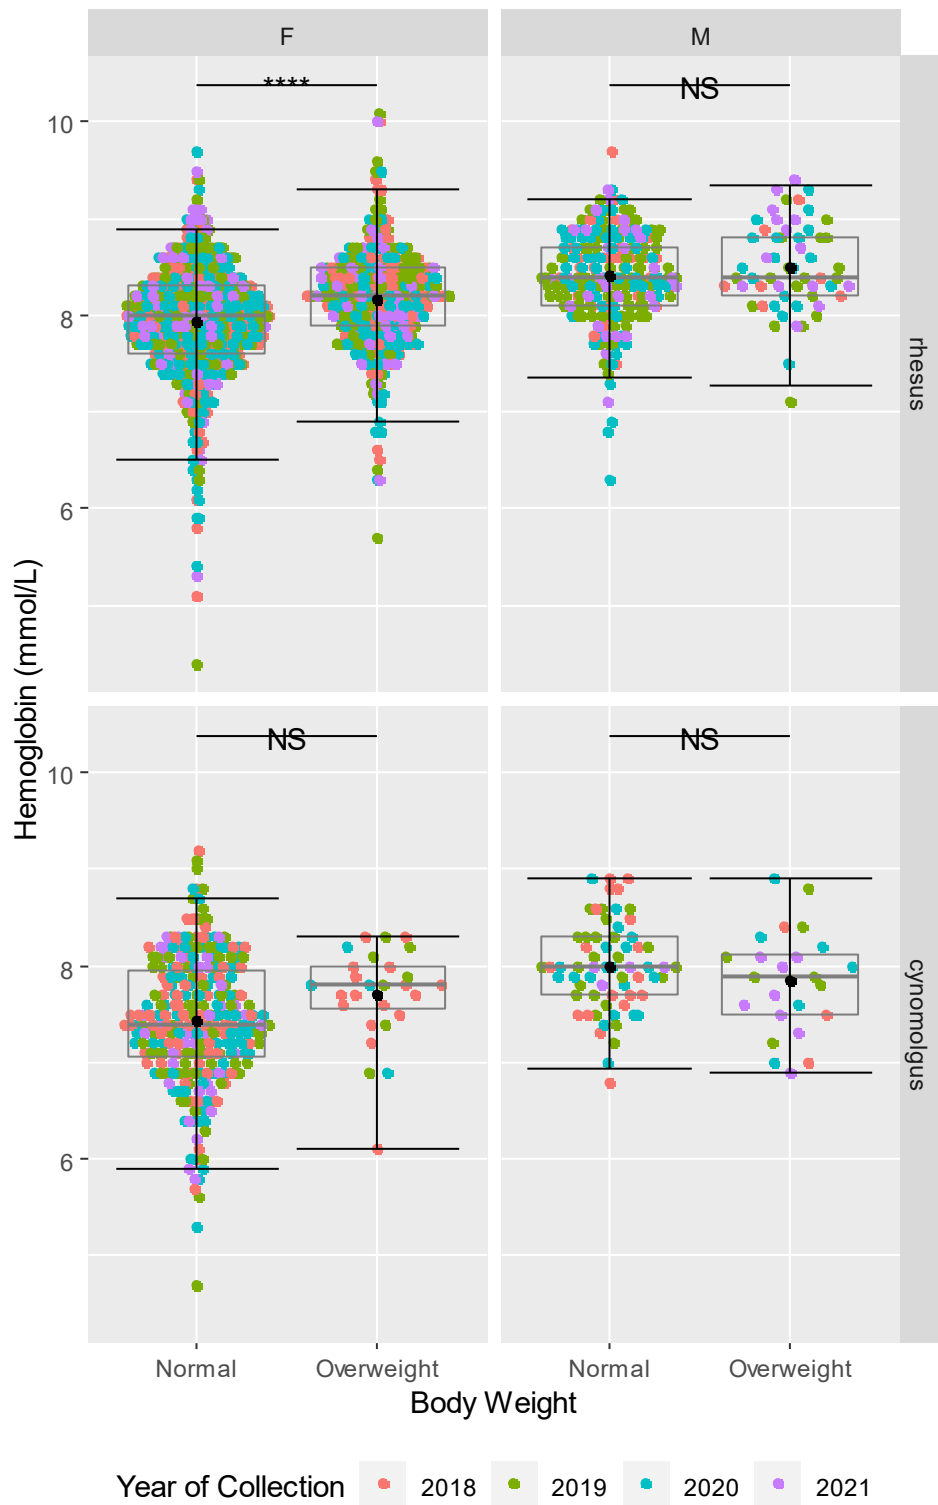 F M
**** NS
10
8
6
rhesus
Hemoglobin (mmol/L)
NS NS
10
8
6
cynomolgus
Normal Overweight Normal Overweight
Body Weight
Year of Collection 2018 2019 2020 2021